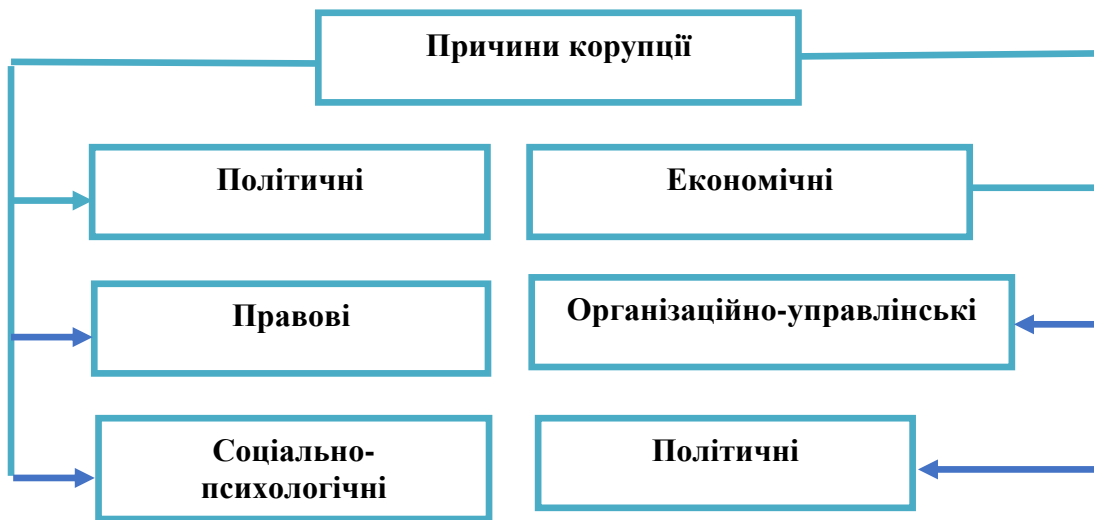 Причини корупції
Політичні
Економічні
Правові
Організаційно-управлінські
Соціально-
психологічні
Політичні